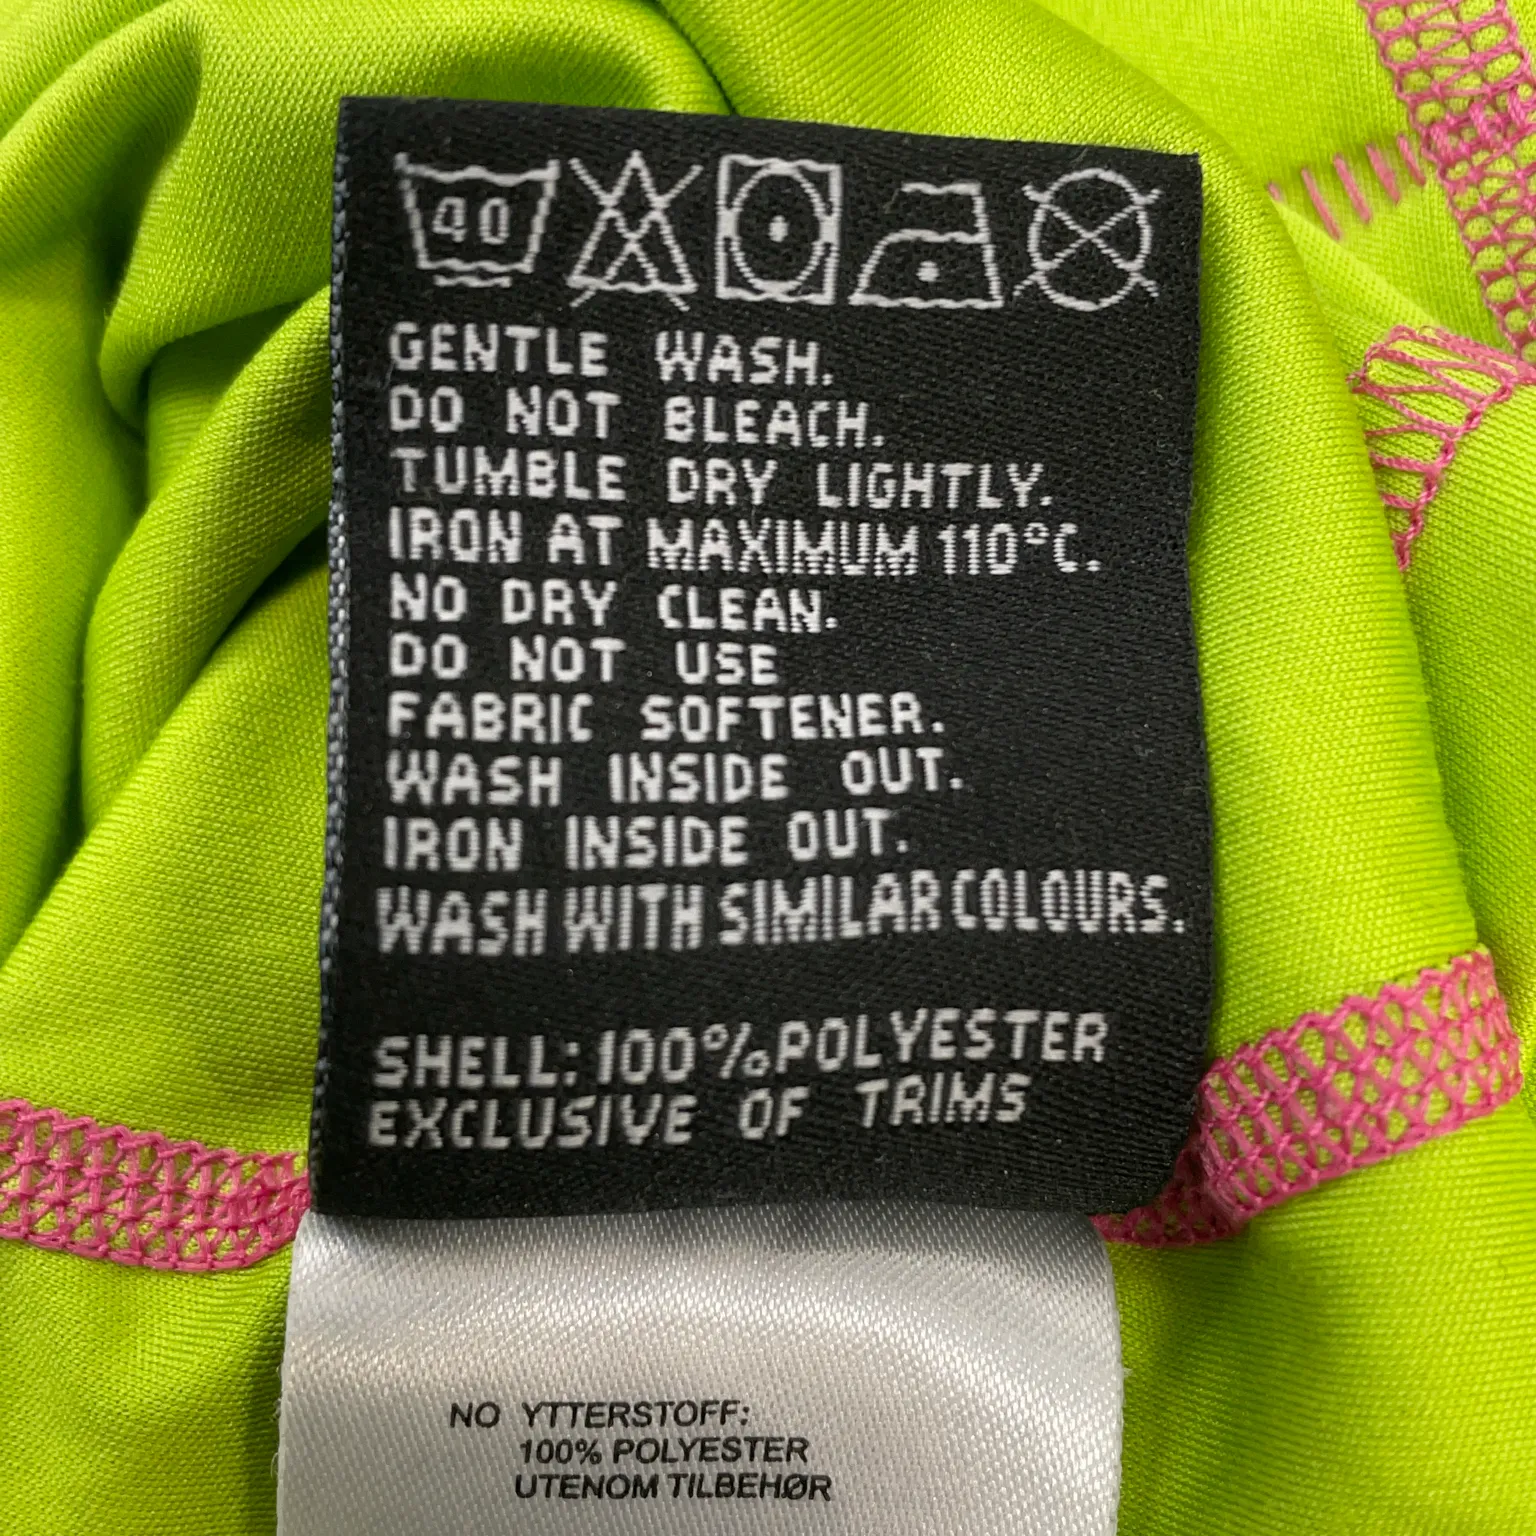 40
GENTLE WASH.
DO NOT BLEACH.
TUMBLE DRY LIGHTLY.
IRON AT MAXIMUM 110°C.
NO DRY CLEAN.
DO NOT USE
FABRIC SOFTENER.
WASH INSIDE OUT.
IRON INSIDE OUT.
WASH WITH SIMILAR COLOURS.
SHELL: 100% POLYESTER
EXCLUSIVE OF TRIMS
NO YTTERSTOFF:
100% POLYESTER
UTENOM TILBEHØR